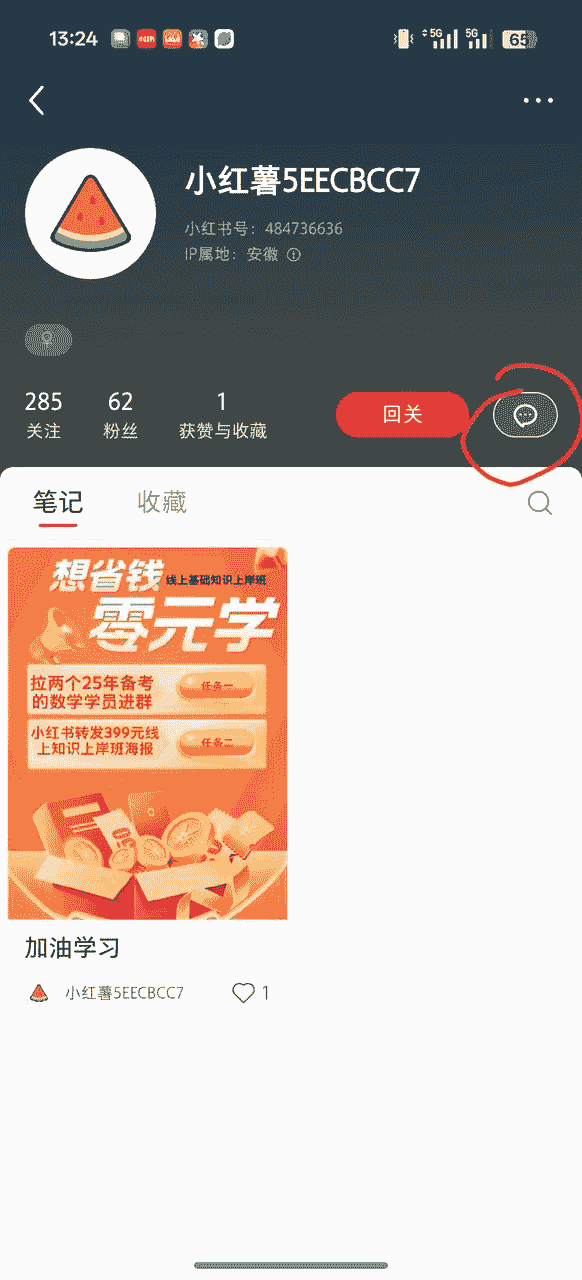 13:24
5G
5G
65
小红薯5EECBCC7
小红书号：484736636
IP属地：安徽
285
关注
62
粉丝
1
获赞与收藏
回关
笔记
收藏
想省钱
线上基础知识上岸班
零元学
拉两个25年备考
的数学学员进群
任务一
小红书转发399元线
上知识上岸班海报
任务二
加油学习
小红薯5EECBCC7
1